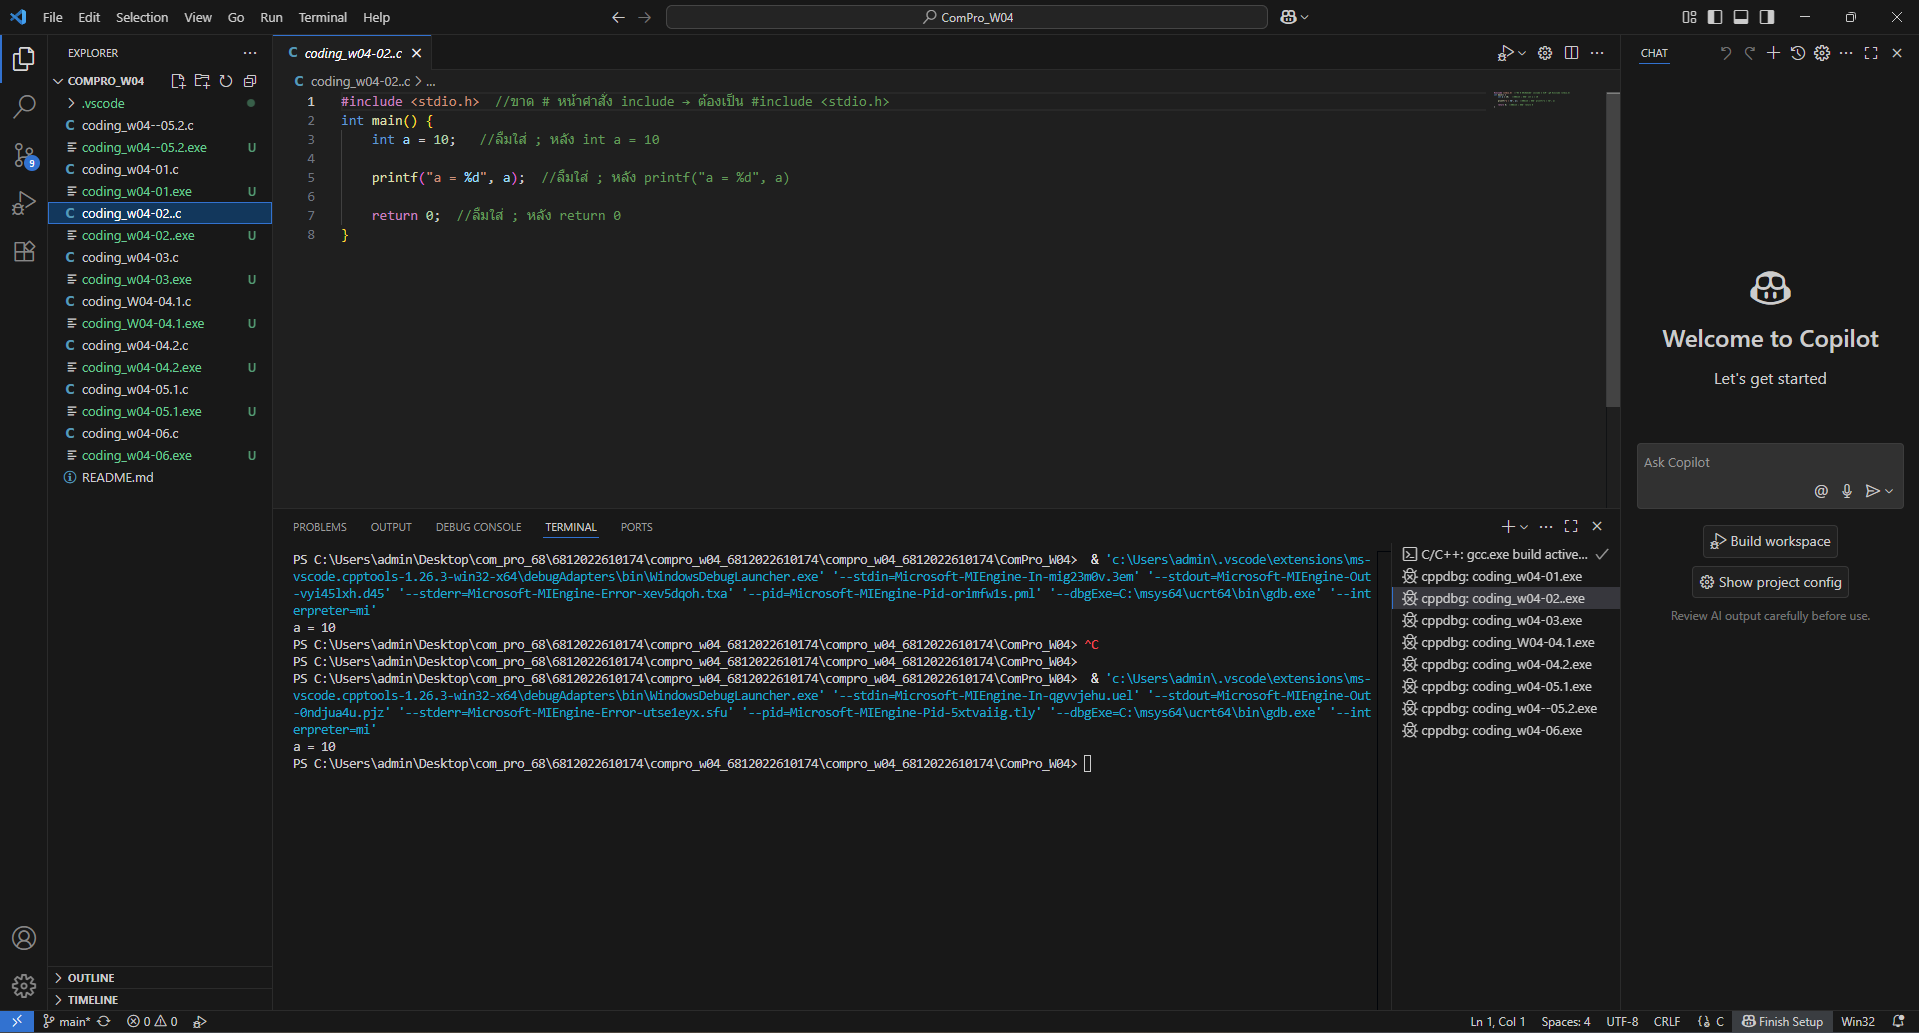 File Edit Selection View Go Run Terminal Help
ComPro_W04
EXPLORER
COMPRO_W04
.vscode
C coding_w04--05.2.c
coding_w04--05.2.exe U
C coding_w04-01.c
coding_w04-01.exe U
C coding_w04-02..c
coding_w04-02..exe U
C coding_w04-03.c
coding_w04-03.exe U
C coding_W04-04.1.c
coding_W04-04.1.exe U
C coding_w04-04.2.c
coding_w04-04.2.exe U
C coding_w04-05.1.c
coding_w04-05.1.exe U
C coding_w04-06.c
coding_w04-06.exe U
README.md
OUTLINE
TIMELINE
9
C coding_w04-02..c
C coding_w04-02..c > ...
1 #include <stdio.h> //ขาด # หน้าคำสั่ง include → ต้องเป็น #include <stdio.h>
2 int main() {
3 int a = 10; //ลืมใส่ ; หลัง int a = 10
4
5 printf("a = %d", a); //ลืมใส่ ; หลัง printf("a = %d", a)
6
7 return 0; //ลืมใส่ ; หลัง return 0
8 }
PROBLEMS OUTPUT DEBUG CONSOLE TERMINAL PORTS
PS C:\Users\admin\Desktop\com_pro_68\6812022610174\compro_w04_6812022610174\compro_w04_6812022610174\ComPro_W04> & 'c:\Users\admin\.vscode\extensions\ms-
vscode.cpptools-1.26.3-win32-x64\debugAdapters\bin\WindowsDebugLauncher.exe' '--stdin=Microsoft-MIEngine-In-mig23m0v.3em' '--stdout=Microsoft-MIEngine-Out
-vyi45lxh.d45' '--stderr=Microsoft-MIEngine-Error-xev5dqoh.txa' '--pid=Microsoft-MIEngine-Pid-orimfw1s.pml' '--dbgExe=C:\msys64\ucrt64\bin\gdb.exe' '--int
erpreter=mi'
a = 10
PS C:\Users\admin\Desktop\com_pro_68\6812022610174\compro_w04_6812022610174\compro_w04_6812022610174\ComPro_W04> ^C
PS C:\Users\admin\Desktop\com_pro_68\6812022610174\compro_w04_6812022610174\compro_w04_6812022610174\ComPro_W04>
PS C:\Users\admin\Desktop\com_pro_68\6812022610174\compro_w04_6812022610174\compro_w04_6812022610174\ComPro_W04> & 'c:\Users\admin\.vscode\extensions\ms-
vscode.cpptools-1.26.3-win32-x64\debugAdapters\bin\WindowsDebugLauncher.exe' '--stdin=Microsoft-MIEngine-In-qgvvjehu.uel' '--stdout=Microsoft-MIEngine-Out
-0ndjua4u.pjz' '--stderr=Microsoft-MIEngine-Error-utse1eyx.sfu' '--pid=Microsoft-MIEngine-Pid-5xtvaiig.tly' '--dbgExe=C:\msys64\ucrt64\bin\gdb.exe' '--int
erpreter=mi'
a = 10
PS C:\Users\admin\Desktop\com_pro_68\6812022610174\compro_w04_6812022610174\compro_w04_6812022610174\ComPro_W04>
C/C++: gcc.exe build active...
cppdbg: coding_w04-01.exe
cppdbg: coding_w04-02..exe
cppdbg: coding_w04-03.exe
cppdbg: coding_W04-04.1.exe
cppdbg: coding_w04-04.2.exe
cppdbg: coding_w04-05.1.exe
cppdbg: coding_w04--05.2.exe
cppdbg: coding_w04-06.exe
CHAT
Welcome to Copilot
Let's get started
Ask Copilot
Build workspace
Show project config
Review AI output carefully before use.
main* 0 0
Ln 1, Col 1 Spaces: 4 UTF-8 CRLF {} C Finish Setup Win32